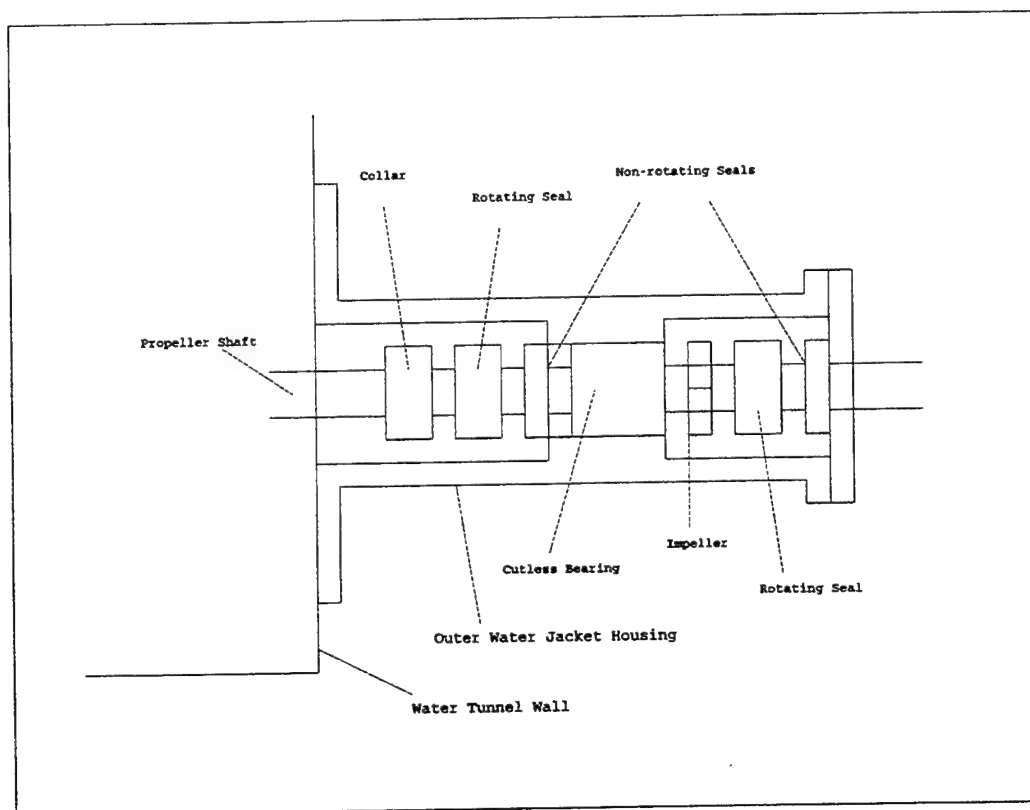 Collar
Non-rotating Seals
Rotating Seal
Propeller Shaft
Impeller
Cutless Bearing
Rotating Seal
Outer Water Jacket Housing
Water Tunnel Wall